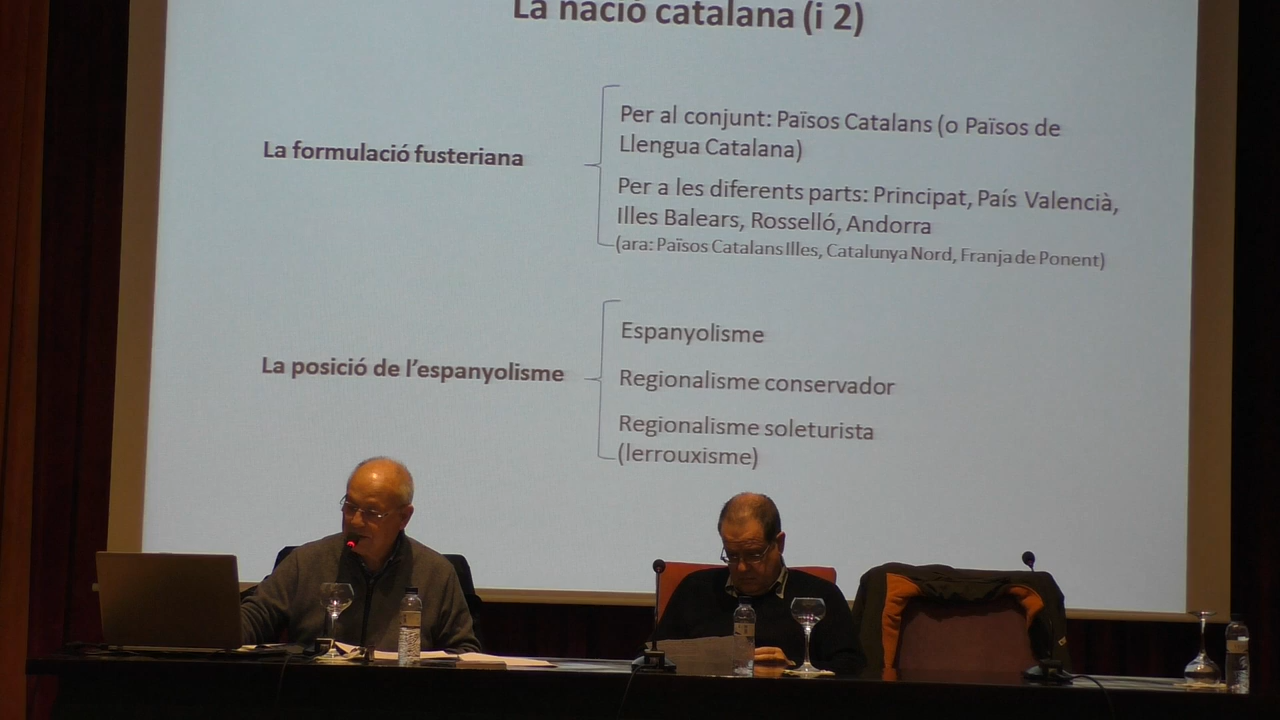 La nació catalana (i 2)
La formulació fusteriana
Per al conjunt: Països Catalans (o Països de
Llengua Catalana)
Per a les diferents parts: Principat, País Valencià,
Illes Balears, Rosselló, Andorra
(ara: Països Catalans Illes, Catalunya Nord, Franja de Ponent)
La posició de l'espanyolisme
Espanyolisme
Regionalisme conservador
Regionalisme soleturista
(lerrouxisme)